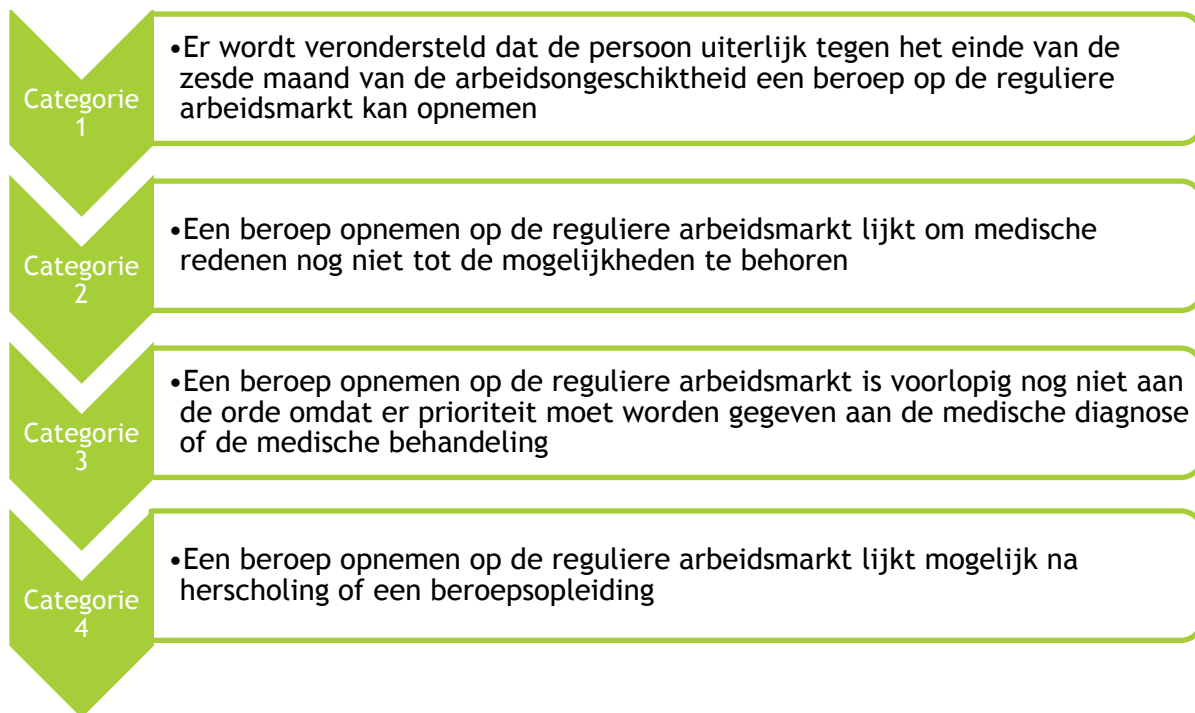 Categorie
1
•Er wordt verondersteld dat de persoon uiterlijk tegen het einde van de
zesde maand van de arbeidsongeschiktheid een beroep op de reguliere
arbeidsmarkt kan opnemen
Categorie
2
•Een beroep opnemen op de reguliere arbeidsmarkt lijkt om medische
redenen nog niet tot de mogelijkheden te behoren
Categorie
3
•Een beroep opnemen op de reguliere arbeidsmarkt is voorlopig nog niet aan
de orde omdat er prioriteit moet worden gegeven aan de medische diagnose
of de medische behandeling
Categorie
4
•Een beroep opnemen op de reguliere arbeidsmarkt lijkt mogelijk na
herscholing of een beroepsopleiding